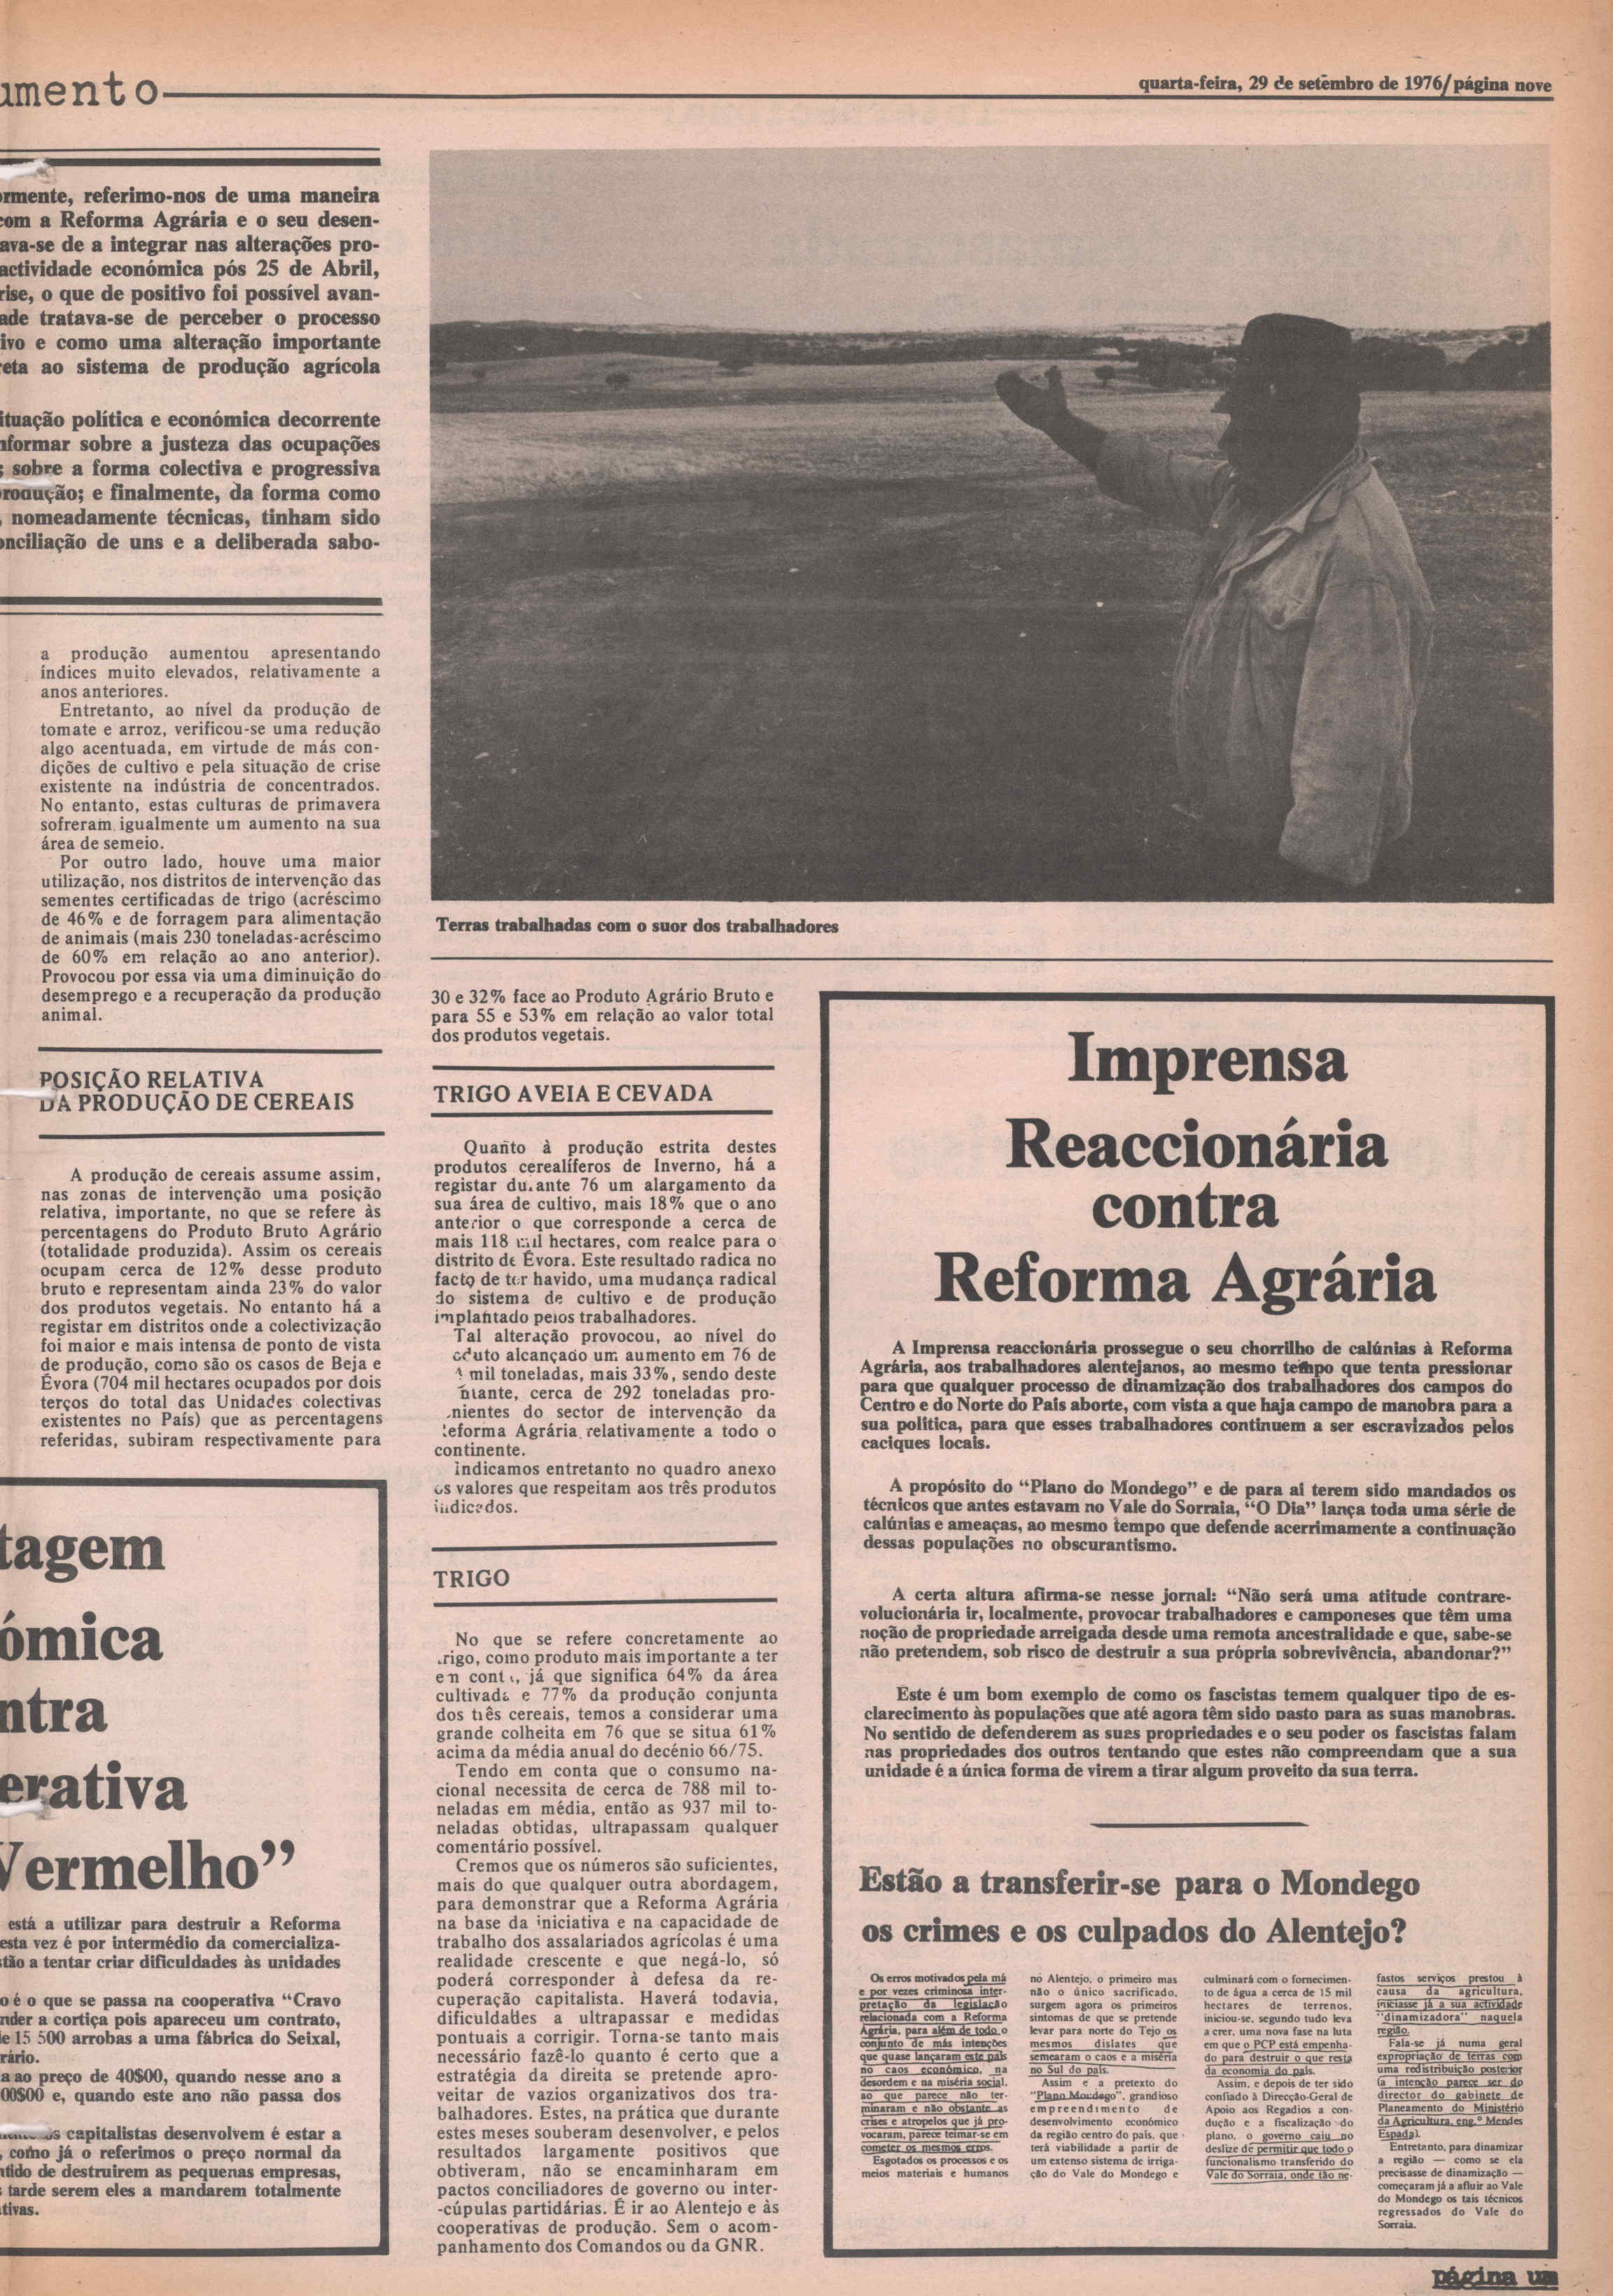 umento
quarta-feira, 29 de setembro de 1976/página nove
ormente, referimo-nos de uma maneira
com a Reforma Agrária e o seu desen-
ava-se de a integrar nas alterações pro-
actividade económica pós 25 de Abril,
rise, o que de positivo foi possível avan-
ade tratava-se de perceber o processo
ivo e como uma alteração importante
reta ao sistema de produção agrícola
ituação política e económica decorrente
nformar sobre a justeza das ocupações
; sobre a forma colectiva e progressiva
rodução; e finalmente, da forma como
, nomeadamente técnicas, tinham sido
onciliação de uns e a deliberada sabo-
a produção aumentou apresentando
índices muito elevados, relativamente a
anos anteriores.
Entretanto, ao nível da produção de
tomate e arroz, verificou-se uma redução
algo acentuada, em virtude de más con-
dições de cultivo e pela situação de crise
existente na indústria de concentrados.
No entanto, estas culturas de primavera
sofreram igualmente um aumento na sua
área de semeio.
Por outro lado, houve uma maior
utilização, nos distritos de intervenção das
sementes certificadas de trigo (acréscimo
de 46% e de forragem para alimentação
de animais (mais 230 toneladas-acréscimo
de 60% em relação ao ano anterior).
Provocou por essa via uma diminuição do
desemprego e a recuperação da produção
animal.
POSIÇÃO RELATIVA
DA PRODUÇÃO DE CEREAIS
A produção de cereais assume assim,
nas zonas de intervenção uma posição
relativa, importante, no que se refere às
percentagens do Produto Bruto Agrário
(totalidade produzida). Assim os cereais
ocupam cerca de 12% desse produto
bruto e representam ainda 23% do valor
dos produtos vegetais. No entanto há a
registar em distritos onde a colectivização
foi maior e mais intensa de ponto de vista
de produção, como são os casos de Beja e
Évora (704 mil hectares ocupados por dois
terços do total das Unidades colectivas
existentes no País) que as percentagens
referidas, subiram respectivamente para
tagem
ómica
ntra
erativa
Vermelho”
está a utilizar para destruir a Reforma
esta vez é por intermédio da comercializa-
tão a tentar criar dificuldades às unidades
o é o que se passa na cooperativa “Cravo
nder a cortiça pois apareceu um contrato,
de 15 500 arrobas a uma fábrica do Seixal,
rário.
a ao preço de 40$00, quando nesse ano a
00$00 e, quando este ano não passa dos
os capitalistas desenvolvem é estar a
, como já o referimos o preço normal da
ntido de destruirem as pequenas empresas,
s tarde serem eles a mandarem totalmente
tivas.
Terras trabalhadas com o suor dos trabalhadores
30 e 32% face ao Produto Agrário Bruto e
para 55 e 53% em relação ao valor total
dos produtos vegetais.
TRIGO AVEIA E CEVADA
Quanto à produção estrita destes
produtos cerealíferos de Inverno, há a
registar durante 76 um alargamento da
sua área de cultivo, mais 18% que o ano
anterior o que corresponde a cerca de
mais 118 mil hectares, com realce para o
distrito de Évora. Este resultado radica no
facto de ter havido, uma mudança radical
do sistema de cultivo e de produção
implantado pelos trabalhadores.
Tal alteração provocou, ao nível do
oduto alcançado um aumento em 76 de
mil toneladas, mais 33%, sendo deste
ntante, cerca de 292 toneladas pro-
nientes do sector de intervenção da
Reforma Agrária relativamente a todo o
continente.
Indicamos entretanto no quadro anexo
os valores que respeitam aos três produtos
indicados.
TRIGO
No que se refere concretamente ao
trigo, como produto mais importante a ter
em conta, já que significa 64% da área
cultivada e 77% da produção conjunta
dos três cereais, temos a considerar uma
grande colheita em 76 que se situa 61%
acima da média anual do decénio 66/75.
Tendo em conta que o consumo na-
cional necessita de cerca de 788 mil to-
neladas em média, então as 937 mil to-
neladas obtidas, ultrapassam qualquer
comentário possível.
Cremos que os números são suficientes,
mais do que qualquer outra abordagem,
para demonstrar que a Reforma Agrária
na base da iniciativa e na capacidade de
trabalho dos assalariados agrícolas é uma
realidade crescente e que negá-lo, só
poderá corresponder à defesa da re-
cuperação capitalista. Haverá todavia,
dificuldades a ultrapassar e medidas
pontuais a corrigir. Torna-se tanto mais
necessário fazê-lo quanto é certo que a
estratégia da direita se pretende apro-
veitar de vazios organizativos dos tra-
balhadores. Estes, na prática que durante
estes meses souberam desenvolver, e pelos
resultados largamente positivos que
obtiveram, não se encaminharam em
pactos conciliadores de governo ou inter-
-cúpulas partidárias. É ir ao Alentejo e às
cooperativas de produção. Sem o acom-
panhamento dos Comandos ou da GNR.
Imprensa
Reaccionária
contra
Reforma Agrária
A Imprensa reaccionária prossegue o seu chorrilho de calúnias à Reforma
Agrária, aos trabalhadores alentejanos, ao mesmo tempo que tenta pressionar
para que qualquer processo de dinamização dos trabalhadores dos campos do
Centro e do Norte do País aborte, com vista a que haja campo de manobra para a
sua política, para que esses trabalhadores continuem a ser escravizados pelos
caciques locais.
A propósito do “Plano do Mondego” e de para aí terem sido mandados os
técnicos que antes estavam no Vale do Sorraia, “O Dia” lança toda uma série de
calúnias e ameaças, ao mesmo tempo que defende acerrimamente a continuação
dessas populações no obscurantismo.
A certa altura afirma-se nesse jornal: “Não será uma atitude contrare-
volucionária ir, localmente, provocar trabalhadores e camponeses que têm uma
noção de propriedade arreigada desde uma remota ancestralidade e que, sabe-se
não pretendem, sob risco de destruir a sua própria sobrevivência, abandonar?”
Este é um bom exemplo de como os fascistas temem qualquer tipo de es-
clarecimento às populações que até agora têm sido pasto para as suas manobras.
No sentido de defenderem as suas propriedades e o seu poder os fascistas falam
nas propriedades dos outros tentando que estes não compreendam que a sua
unidade é a única forma de virem a tirar algum proveito da sua terra.
Estão a transferir-se para o Mondego
os crimes e os culpados do Alentejo?
Os erros motivados pela má
e por vezes criminosa inter-
pretação da legislação
relacionada com a Reforma
Agrária, para além de todo o
conjunto de más intenções
que quase lançaram este país
no caos económico, na
desordem e na miséria social,
ao que parece não ter-
minaram e não obstante as
crises e atropelos que já pro-
vocaram, parece teimar-se em
cometer os mesmos erros.
Esgotados os processos e os
meios materiais e humanos
no Alentejo, o primeiro mas
não o único sacrificado,
surgem agora os primeiros
sintomas de que se pretende
levar para norte do Tejo os
mesmos dislates que
semearam o caos e a miséria
no Sul do país.
Assim e a pretexto do
“Plano Mondego”, grandioso
empreendimento de
desenvolvimento económico
da região centro do país, que
terá viabilidade a partir de
um extenso sistema de irriga-
ção do Vale do Mondego e
culminará com o fornecimen-
to de água a cerca de 15 mil
hectares de terrenos,
iniciou-se, segundo tudo leva
a crer, uma nova fase na luta
em que o PCP está empenha-
do para destruir o que resta
da economia do país.
Assim, e depois de ter sido
confiado à Direcção-Geral de
Apoio aos Regadios a con-
dução e a fiscalização do
plano, o governo caiu no
deslize de permitir que todo o
funcionalismo transferido do
Vale do Sorraia, onde tão ne-
fastos serviços prestou à
causa da agricultura,
iniciasse já a sua actividade
“dinamizadora” naquela
região.
Fala-se já numa geral
expropriação de terras com
uma redistribuição posterior
(a intenção parece ser do
director do gabinete de
Planeamento do Ministério
da Agricultura, eng.º Mendes
Espada).
Entretanto, para dinamizar
a região — como se ela
precisasse de dinamização —
começaram já a afluir ao Vale
do Mondego os tais técnicos
regressados do Vale do
Sorraia.
página um